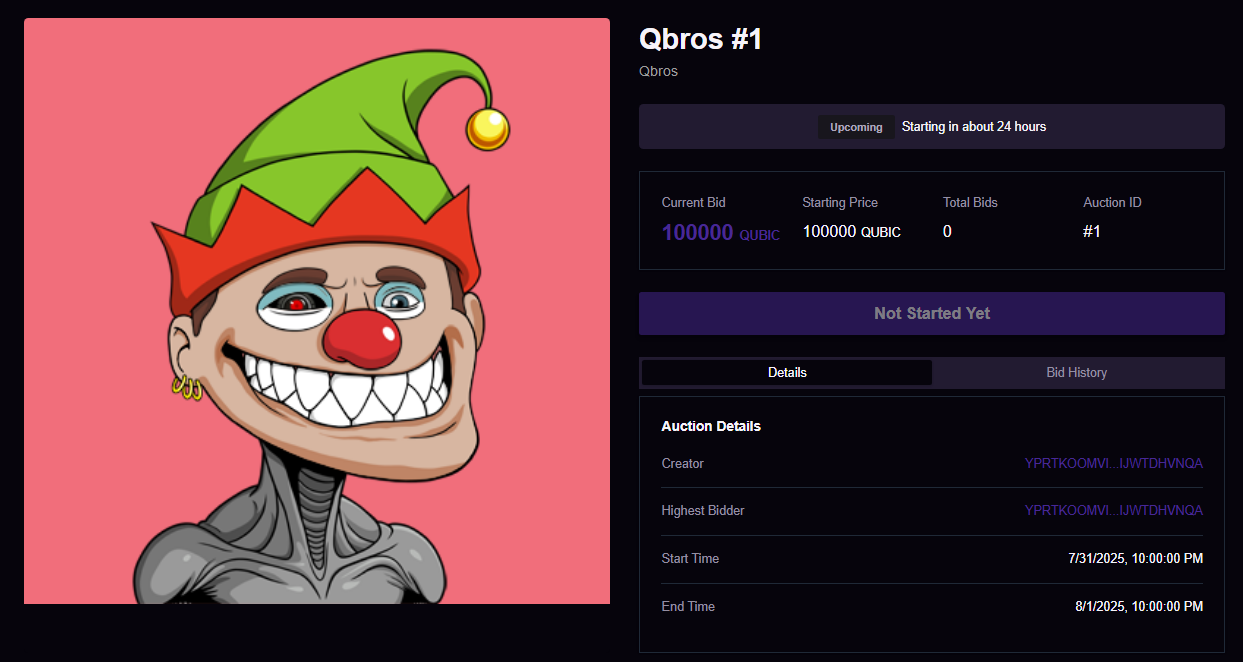 Qbros #1
Qbros
Upcoming Starting in about 24 hours
Current Bid Starting Price Total Bids Auction ID
100000 QUBIC 100000 QUBIC 0 #1
Not Started Yet
Details Bid History
Auction Details
Creator YPRTKOOMVI...IJWTDHVNQA
Highest Bidder YPRTKOOMVI...IJWTDHVNQA
Start Time 7/31/2025, 10:00:00 PM
End Time 8/1/2025, 10:00:00 PM